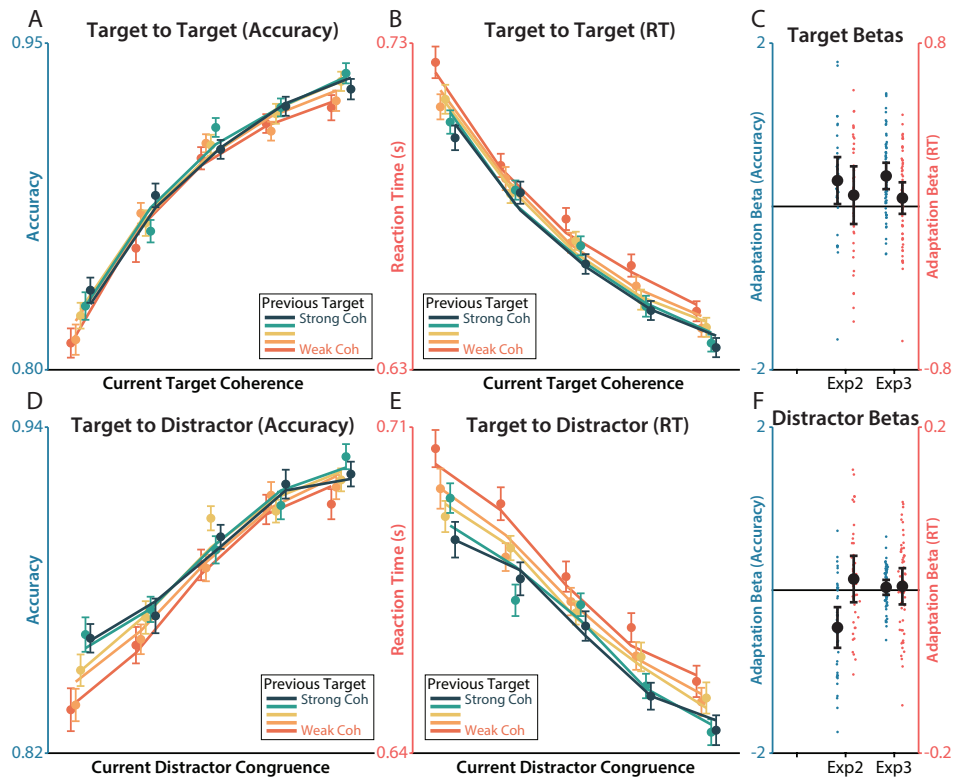 A
Target to Target (Accuracy)
0.95
Accuracy
0.80
Previous Target
Strong Coh
Weak Coh
Current Target Coherence
B
Target to Target (RT)
0.73
Reaction Time (s)
0.63
Previous Target
Strong Coh
Weak Coh
Current Target Coherence
C
Target Betas
2
0.8
Adaptation Beta (Accuracy)
Adaptation Beta (RT)
-2
-0.8
Exp2
Exp3
D
Target to Distractor (Accuracy)
0.94
Accuracy
0.82
Previous Target
Strong Coh
Weak Coh
Current Distractor Congruence
E
Target to Distractor (RT)
0.71
Reaction Time (s)
0.64
Previous Target
Strong Coh
Weak Coh
Current Distractor Congruence
F
Distractor Betas
2
0.2
Adaptation Beta (Accuracy)
Adaptation Beta (RT)
-2
-0.2
Exp2
Exp3